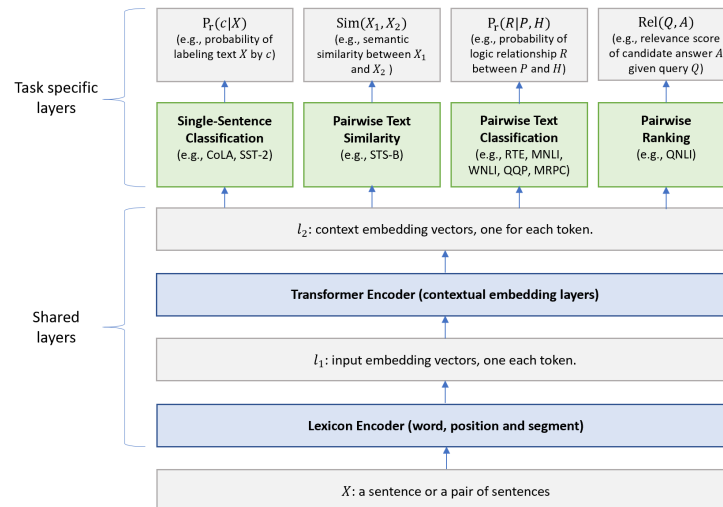 Pr(c|X)
(e.g., probability of
labeling text X by c)
Sim(X₁, X₂)
(e.g., semantic
similarity between X₁
and X₂ )
Pr(R|P, H)
(e.g., probability of
logic relationship R
between P and H)
Rel(Q, A)
(e.g., relevance score
of candidate answer A
given query Q)
Task specific
layers
Single-Sentence
Classification
(e.g., CoLA, SST-2)
Pairwise Text
Similarity
(e.g., STS-B)
Pairwise Text
Classification
(e.g., RTE, MNLI,
WNLI, QQP, MRPC)
Pairwise
Ranking
(e.g., QNLI)
l₂: context embedding vectors, one for each token.
Transformer Encoder (contextual embedding layers)
Shared
layers
l₁: input embedding vectors, one each token.
Lexicon Encoder (word, position and segment)
X: a sentence or a pair of sentences